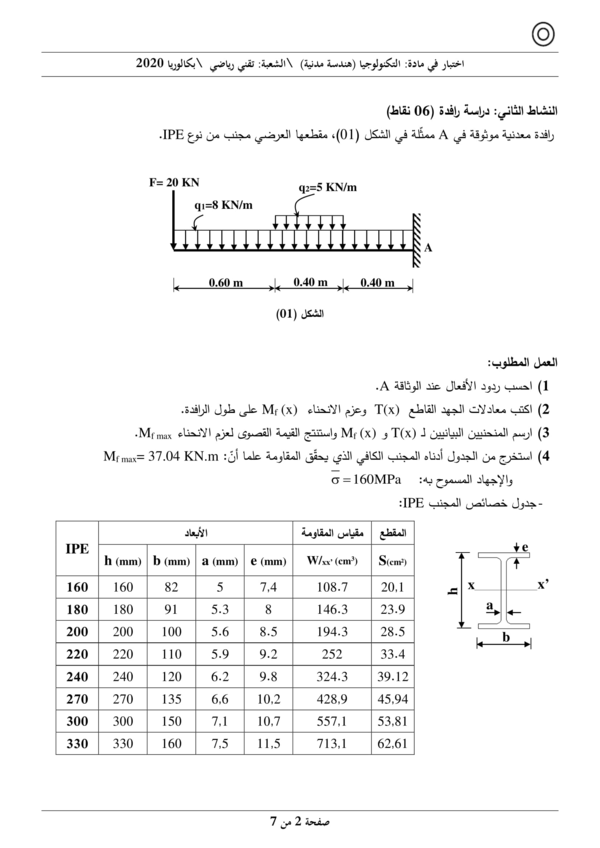 اختبار في مادة: التكنولوجيا (هندسة مدنية) \ الشعبة: تقني رياضي \ بكالوريا 2020
النشاط الثاني: دراسة رافدة (06 نقاط)
رافدة معدنية موثوقة في A ممثّلة في الشكل (01)، مقطعها العرضي مجنب من نوع IPE.
F= 20 KN
q2=5 KN/m
q1=8 KN/m
A
0.60 m 0.40 m 0.40 m
الشكل (01)
العمل المطلوب:
1) احسب ردود الأفعال عند الوثاقة A.
2) اكتب معادلات الجهد القاطع T(x) وعزم الانحناء Mf (x) على طول الرافدة.
3) ارسم المنحنيين البيانيين لـ T(x) و Mf (x) واستنتج القيمة القصوى لعزم الانحناء Mf max.
4) استخرج من الجدول أدناه المجنب الكافي الذي يحقّق المقاومة علما أنّ: Mf max= 37.04 KN.m
والإجهاد المسموح به: σ̅ = 160MPa
- جدول خصائص المجنب IPE:
IPE الأبعاد مقياس المقاومة المقطع
h (mm) b (mm) a (mm) e (mm) W/xx' (cm³) S(cm²)
160 160 82 5 7,4 108.7 20,1
180 180 91 5.3 8 146.3 23.9
200 200 100 5.6 8.5 194.3 28.5
220 220 110 5.9 9.2 252 33.4
240 240 120 6.2 9.8 324.3 39.12
270 270 135 6,6 10,2 428,9 45,94
300 300 150 7,1 10,7 557,1 53,81
330 330 160 7,5 11,5 713,1 62,61
e
h
x x'
a
b
صفحة 2 من 7